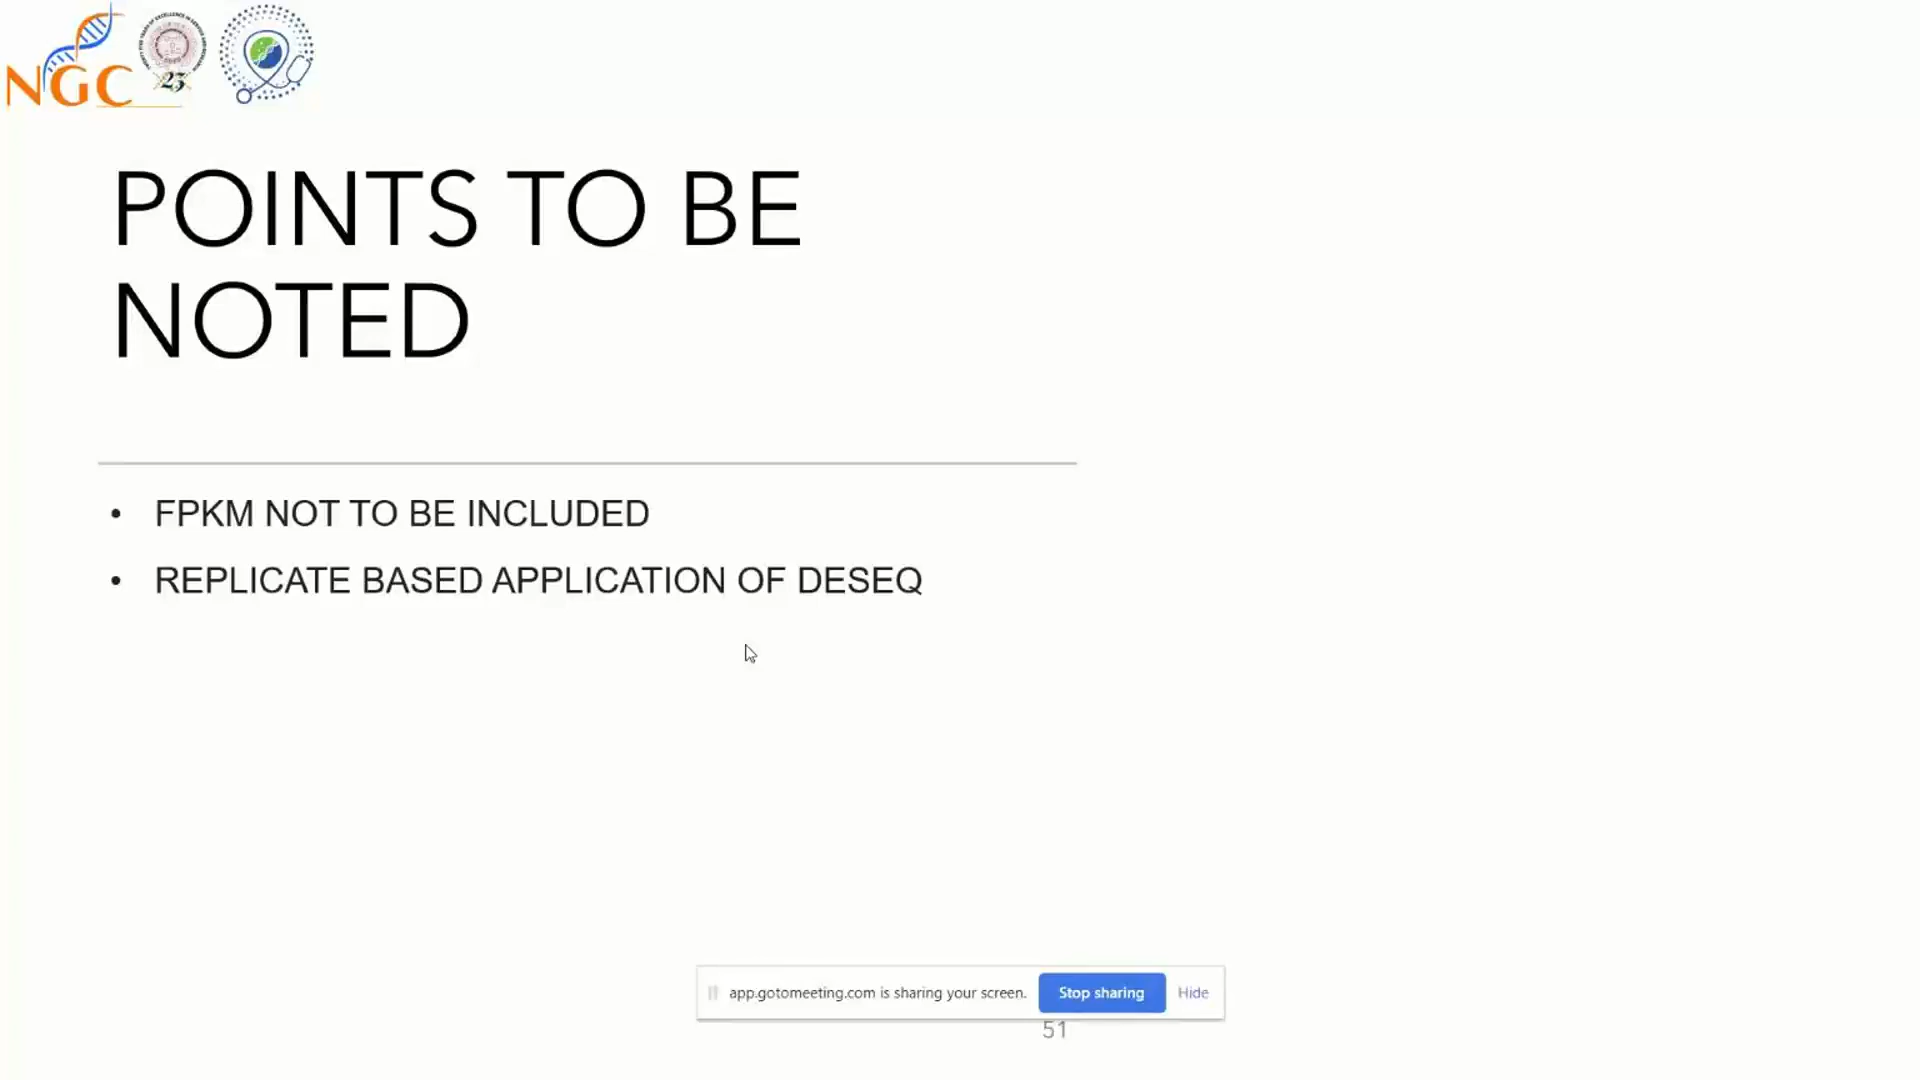 NGC
25
POINTS TO BE
NOTED
• FPKM NOT TO BE INCLUDED
• REPLICATE BASED APPLICATION OF DESEQ
app.gotomeeting.com is sharing your screen. Stop sharing Hide
51